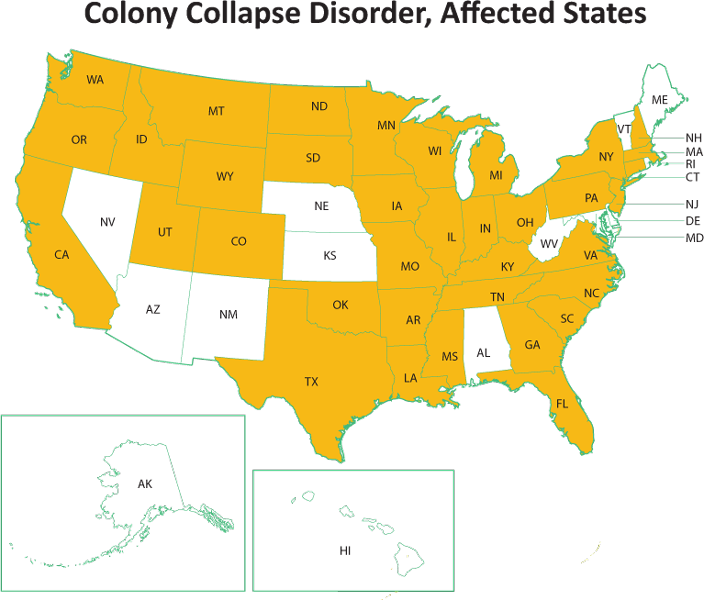 Colony Collapse Disorder, Affected States
WA
ME
MT
ND
VT
MN
OR
ID
NH
WI
MA
SD
NY
RI
WY
MI
CT
PA
NE
IA
NJ
NV
OH
DE
UT
IL
IN
CO
MD
WV
CA
KS
VA
MO
KY
NC
TN
AZ
NM
OK
AR
SC
GA
MS
AL
TX
LA
FL
AK
HI